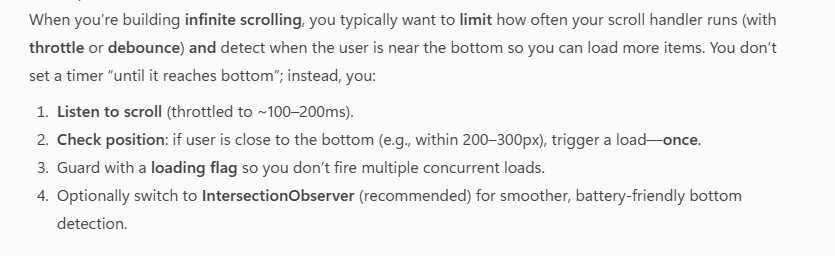 When you're building infinite scrolling, you typically want to limit how often your scroll handler runs (with
throttle or debounce) and detect when the user is near the bottom so you can load more items. You don't
set a timer "until it reaches bottom"; instead, you:
1. Listen to scroll (throttled to ~100–200ms).
2. Check position: if user is close to the bottom (e.g., within 200–300px), trigger a load—once.
3. Guard with a loading flag so you don't fire multiple concurrent loads.
4. Optionally switch to IntersectionObserver (recommended) for smoother, battery-friendly bottom
detection.